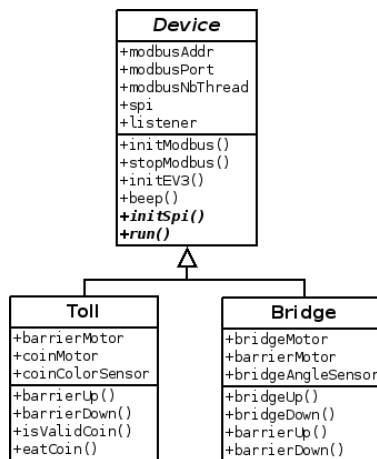 Device
+modbusAddr
+modbusPort
+modbusNbThread
+spi
+listener
+initModbus()
+stopModbus()
+initEV3()
+beep()
+initSpi()
+run()
Toll
+barrierMotor
+coinMotor
+coinColorSensor
+barrierUp()
+barrierDown()
+isValidCoin()
+eatCoin()
Bridge
+bridgeMotor
+barrierMotor
+bridgeAngleSensor
+bridgeUp()
+bridgeDown()
+barrierUp()
+barrierDown()